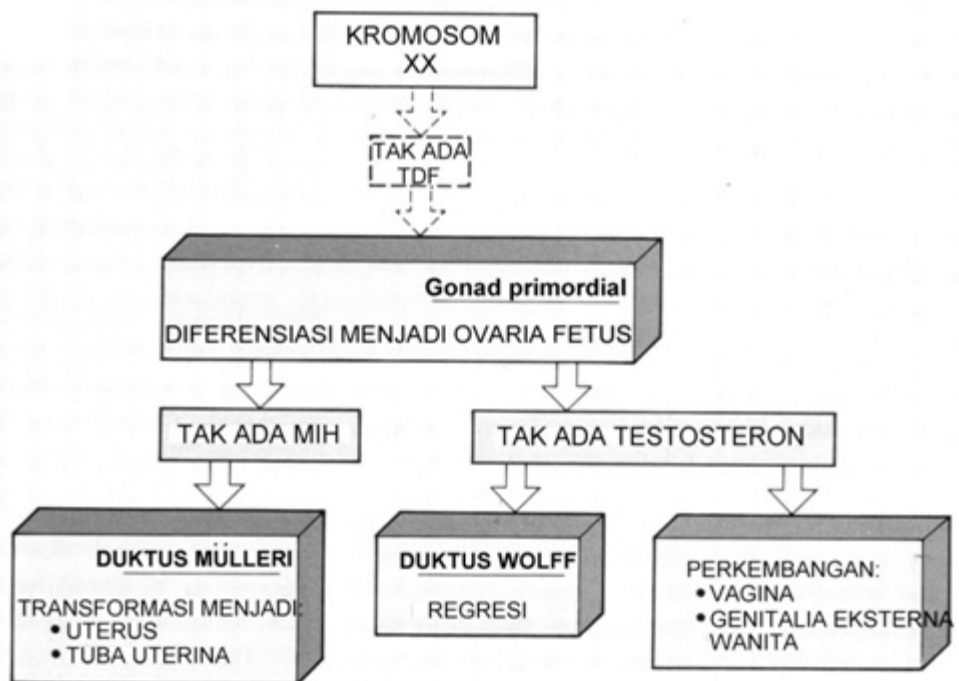 KROMOSOM
XX
TAK ADA
TDF
Gonad primordial
DIFERENSIASI MENJADI OVARIA FETUS
TAK ADA MIH
TAK ADA TESTOSTERON
DUKTUS MÜLLERI
TRANSFORMASI MENJADI:
• UTERUS
• TUBA UTERINA
DUKTUS WOLFF
REGRESI
PERKEMBANGAN:
• VAGINA
• GENITALIA EKSTERNA
WANITA